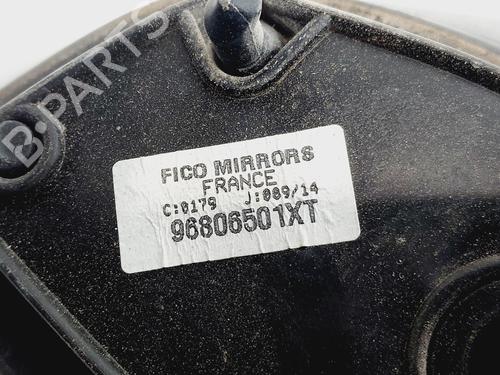 B-PARTS
FICO MIRRORS
FRANCE
C:0179 J:089/14
96806501XT